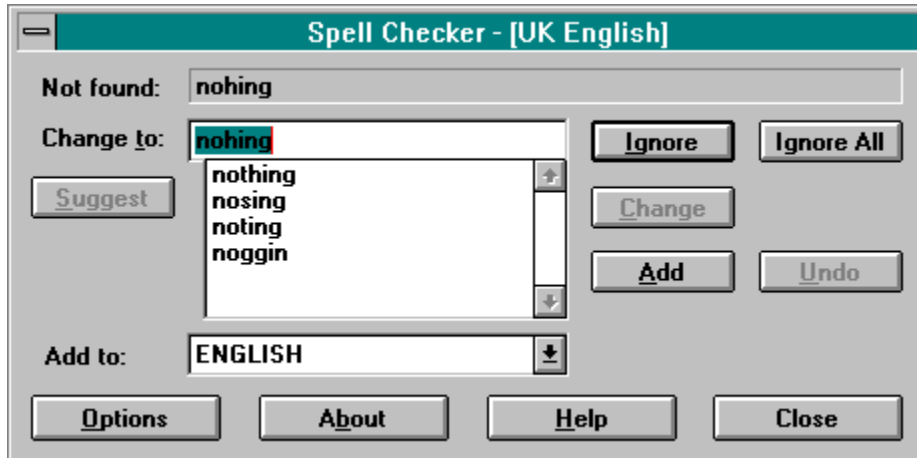 Spell Checker - [UK English]
Not found: nohing
Change to: nohing
Ignore Ignore All
nothing
nosing
noting
noggin
Suggest
Change
Add Undo
Add to: ENGLISH
Options About Help Close